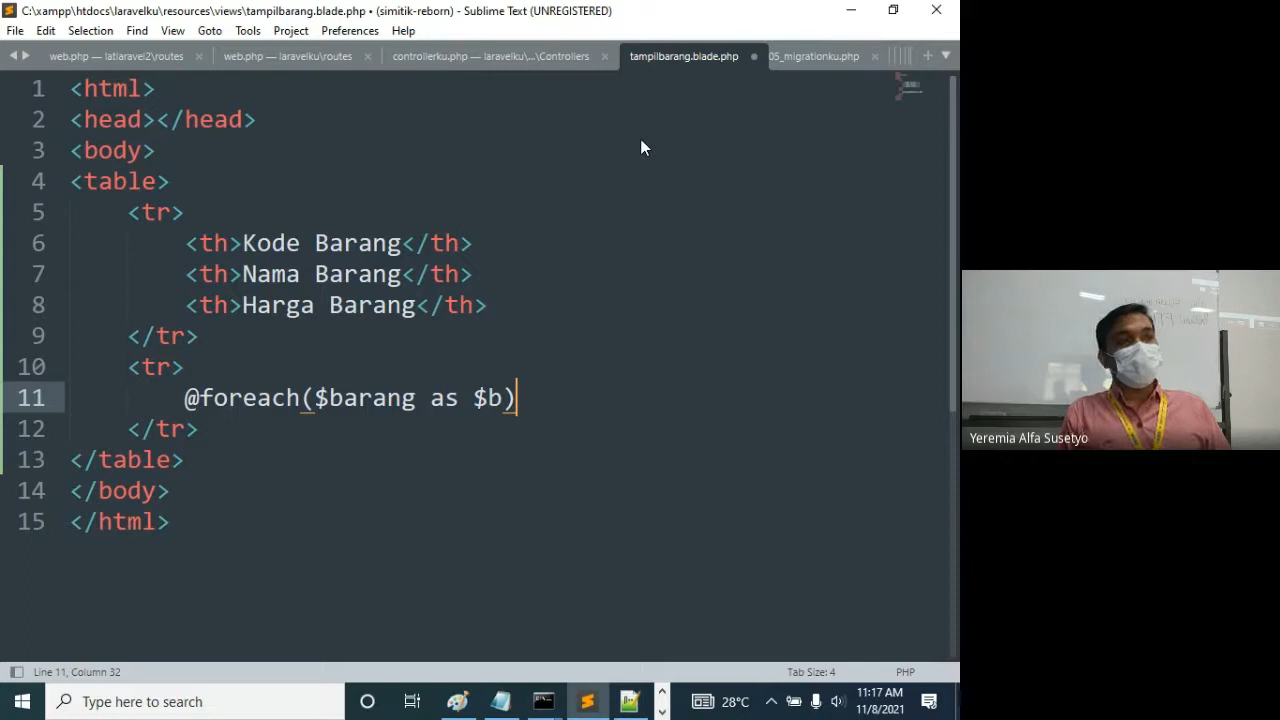 C:\xampp\htdocs\laravelku\resources\views\tampilbarang.blade.php • (simitik-reborn) - Sublime Text (UNREGISTERED)
File Edit Selection Find View Goto Tools Project Preferences Help
web.php — latlaravel2\routes web.php — laravelku\routes controllerku.php — laravelku\...\Controllers tampilbarang.blade.php 05_migrationku.php
1 <html>
2 <head></head>
3 <body>
4 <table>
5 <tr>
6 <th>Kode Barang</th>
7 <th>Nama Barang</th>
8 <th>Harga Barang</th>
9 </tr>
10 <tr>
11 @foreach($barang as $b)
12 </tr>
13 </table>
14 </body>
15 </html>
Yeremia Alfa Susetyo
Line 11, Column 32 Tab Size: 4 PHP
Type here to search 28°C 11:17 AM
11/8/2021